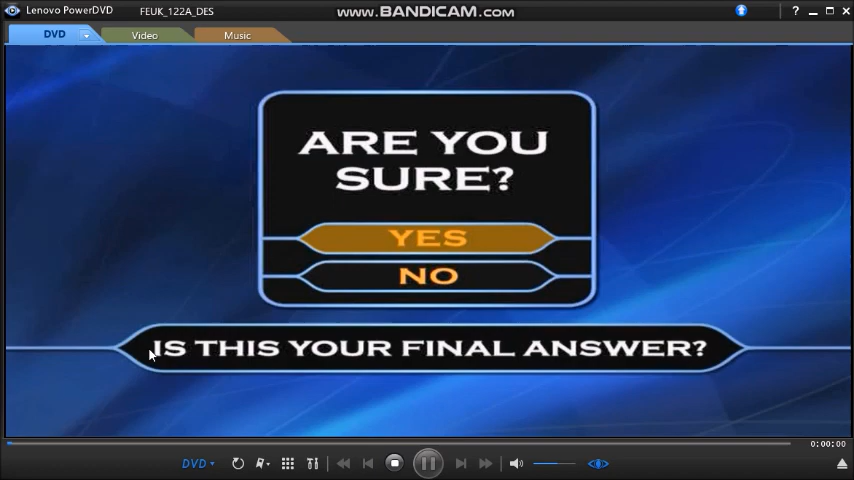 Lenovo PowerDVD
FEUK_122A_DES
WWW.BANDICAM.COM
?
DVD
Video
Music
ARE YOU
SURE?
YES
NO
IS THIS YOUR FINAL ANSWER?
0:00:00
DVD